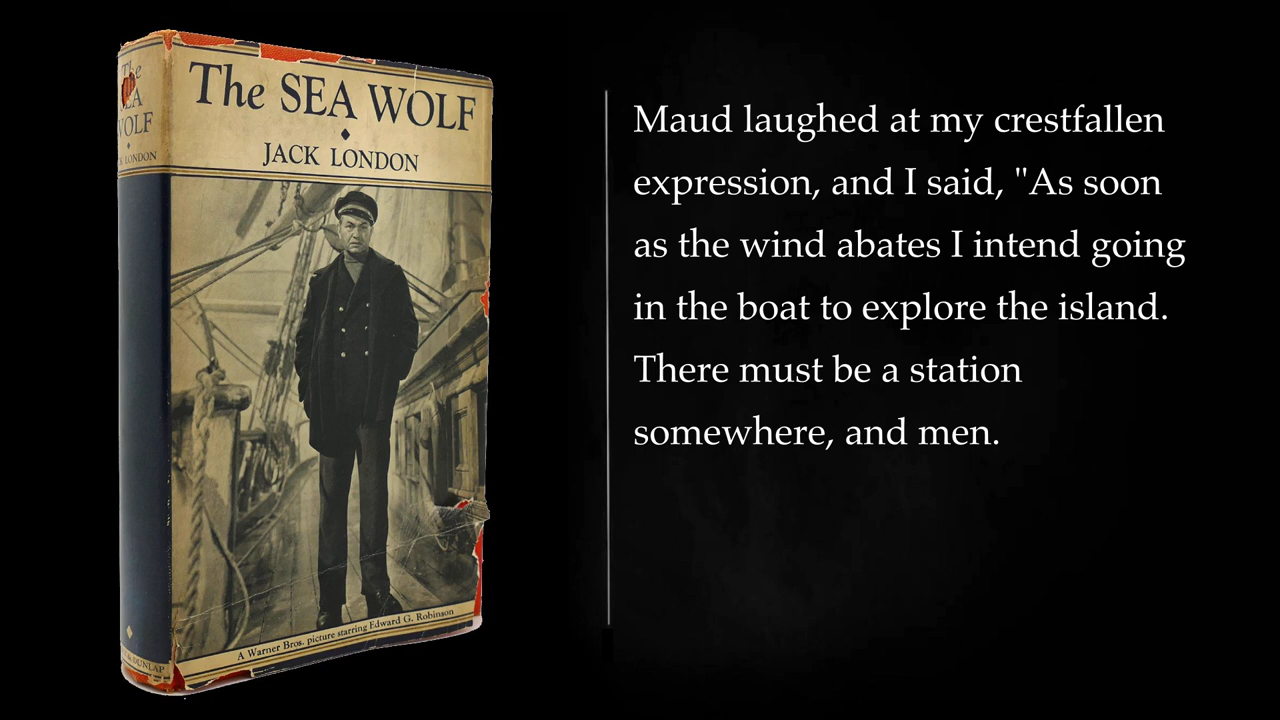 The SEA WOLF
JACK LONDON
The
SEA
WOLF
LONDON
A Warner Bros. picture starring Edward G. Robinson
DUNLAP
Maud laughed at my crestfallen
expression, and I said, "As soon
as the wind abates I intend going
in the boat to explore the island.
There must be a station
somewhere, and men.